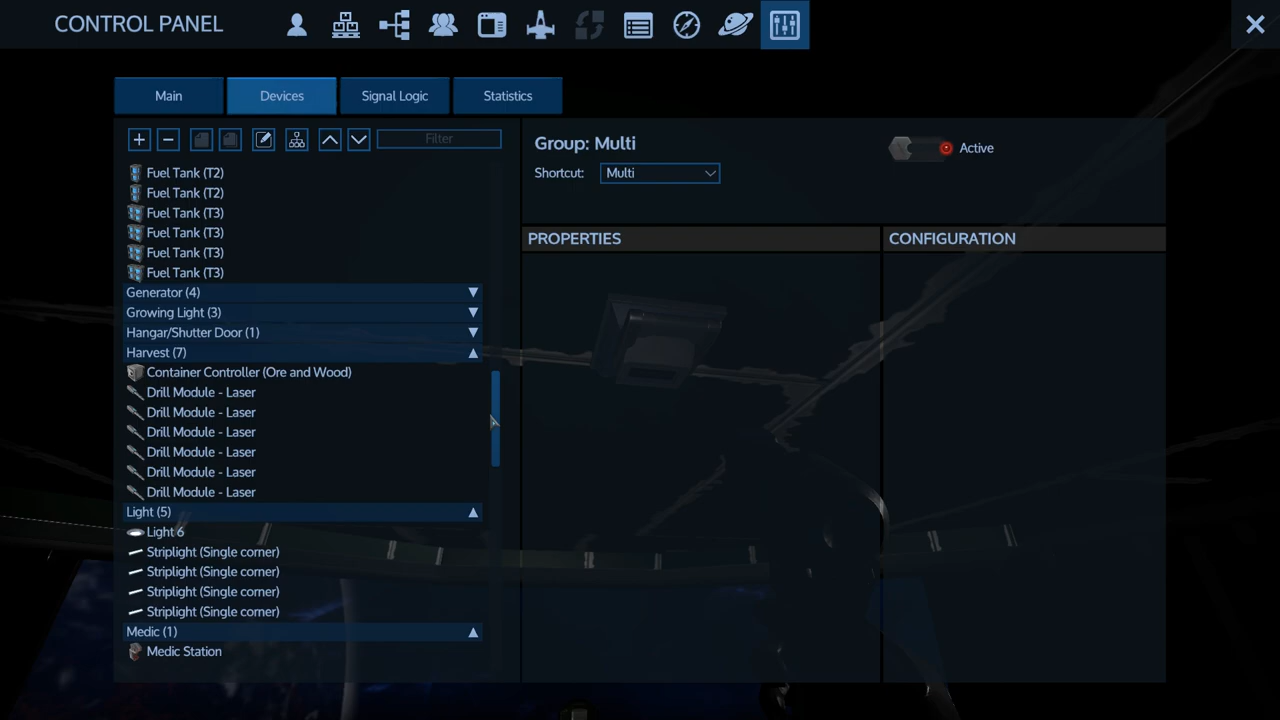 CONTROL PANEL
Main
Devices
Signal Logic
Statistics
Filter
Group: Multi
Shortcut:
Multi
Active
PROPERTIES
CONFIGURATION
Fuel Tank (T2)
Fuel Tank (T2)
Fuel Tank (T3)
Fuel Tank (T3)
Fuel Tank (T3)
Fuel Tank (T3)
Generator (4)
Growing Light (3)
Hangar/Shutter Door (1)
Harvest (7)
Container Controller (Ore and Wood)
Drill Module - Laser
Drill Module - Laser
Drill Module - Laser
Drill Module - Laser
Drill Module - Laser
Drill Module - Laser
Light (5)
Light 6
Striplight (Single corner)
Striplight (Single corner)
Striplight (Single corner)
Striplight (Single corner)
Medic (1)
Medic Station